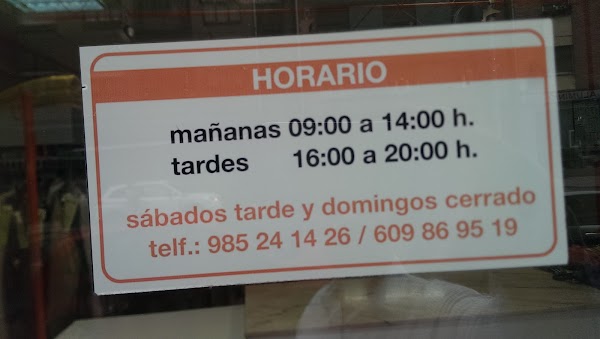 HORARIO
mañanas 09:00 a 14:00 h.
tardes 16:00 a 20:00 h.
sábados tarde y domingos cerrado
telf.: 985 24 14 26 / 609 86 95 19